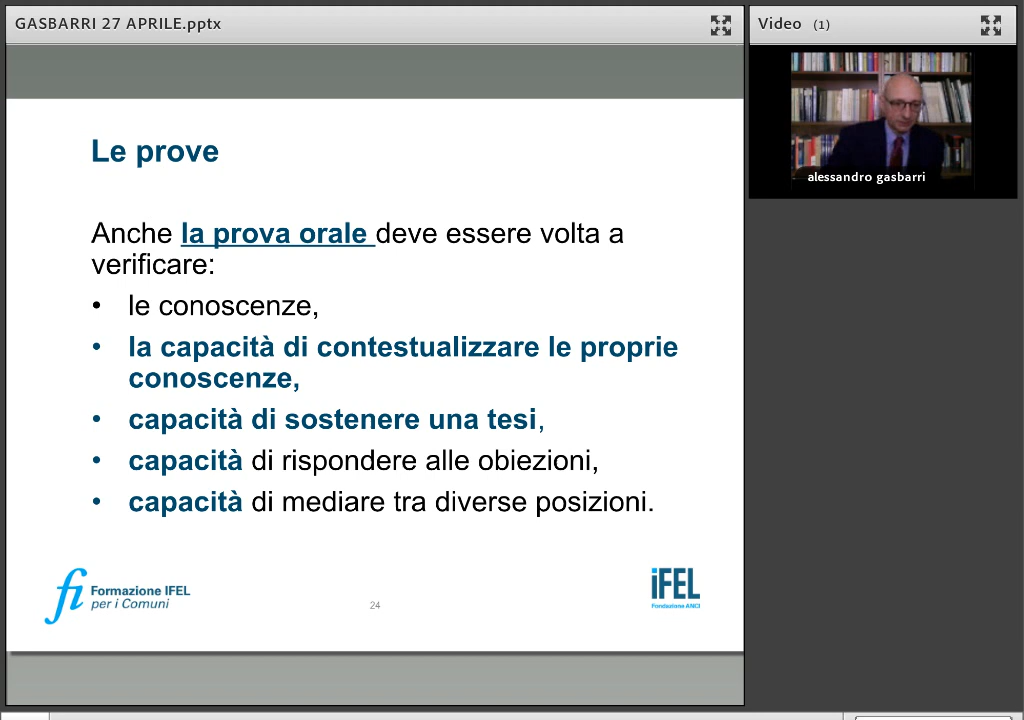 GASBARRI 27 APRILE.pptx
Video (1)
alessandro gasbarri
Le prove
Anche la prova orale deve essere volta a
verificare:
• le conoscenze,
• la capacità di contestualizzare le proprie
conoscenze,
• capacità di sostenere una tesi,
• capacità di rispondere alle obiezioni,
• capacità di mediare tra diverse posizioni.
fi
Formazione IFEL
per i Comuni
24
iFEL
Fondazione ANCI